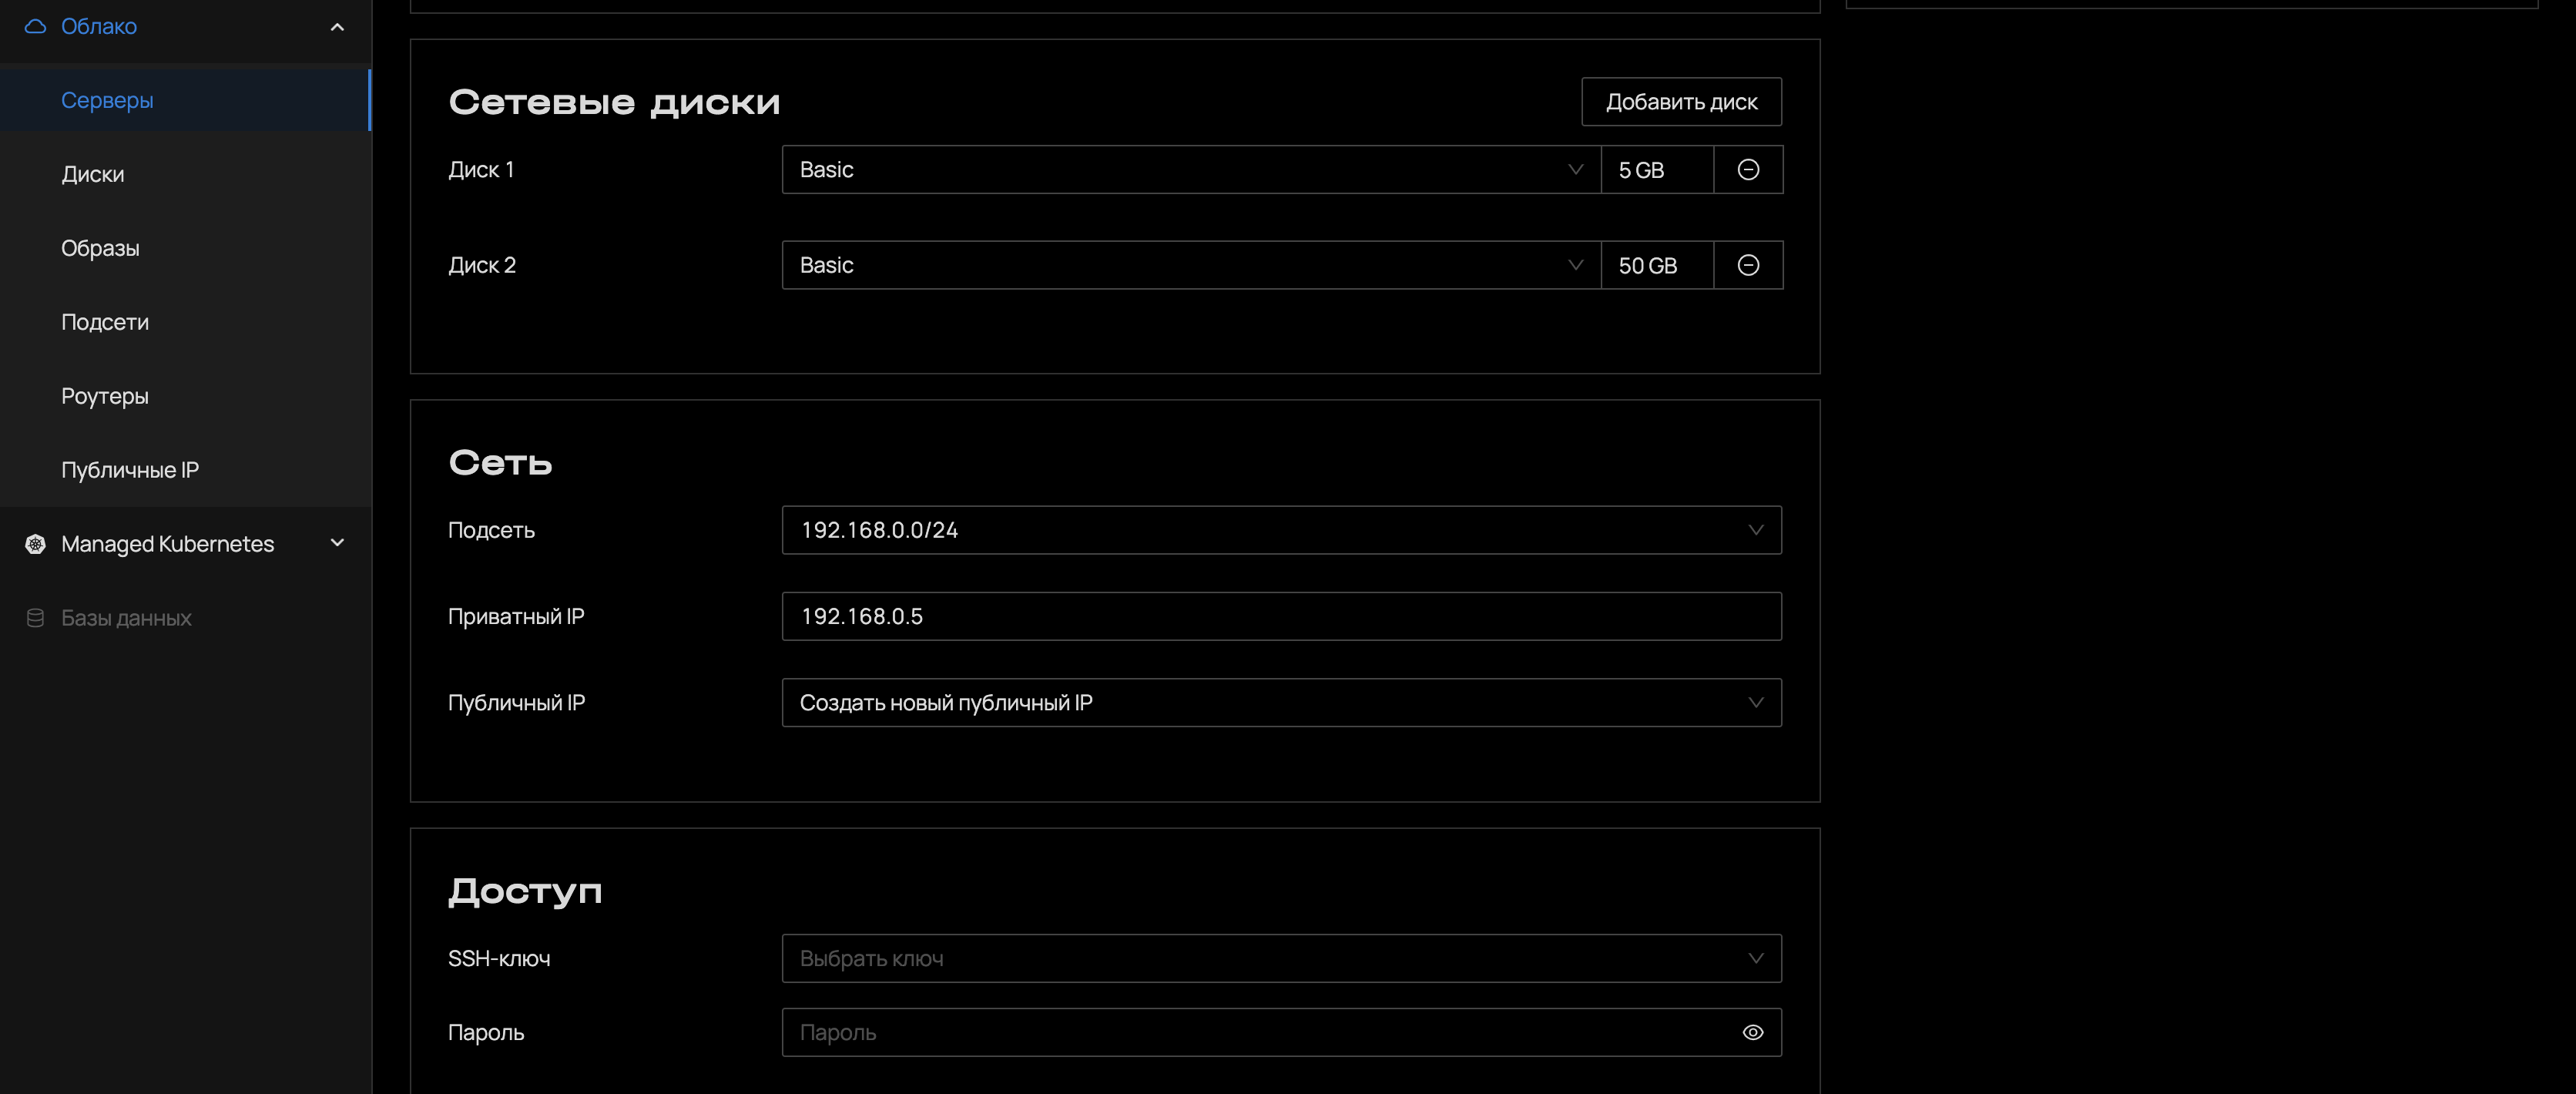 Облако
Серверы
Диски
Образы
Подсети
Роутеры
Публичные IP
Managed Kubernetes
Базы данных
Сетевые диски
Добавить диск
Диск 1
Basic
5 GB
Диск 2
Basic
50 GB
Сеть
Подсеть
192.168.0.0/24
Приватный IP
192.168.0.5
Публичный IP
Создать новый публичный IP
Доступ
SSH-ключ
Выбрать ключ
Пароль
Пароль